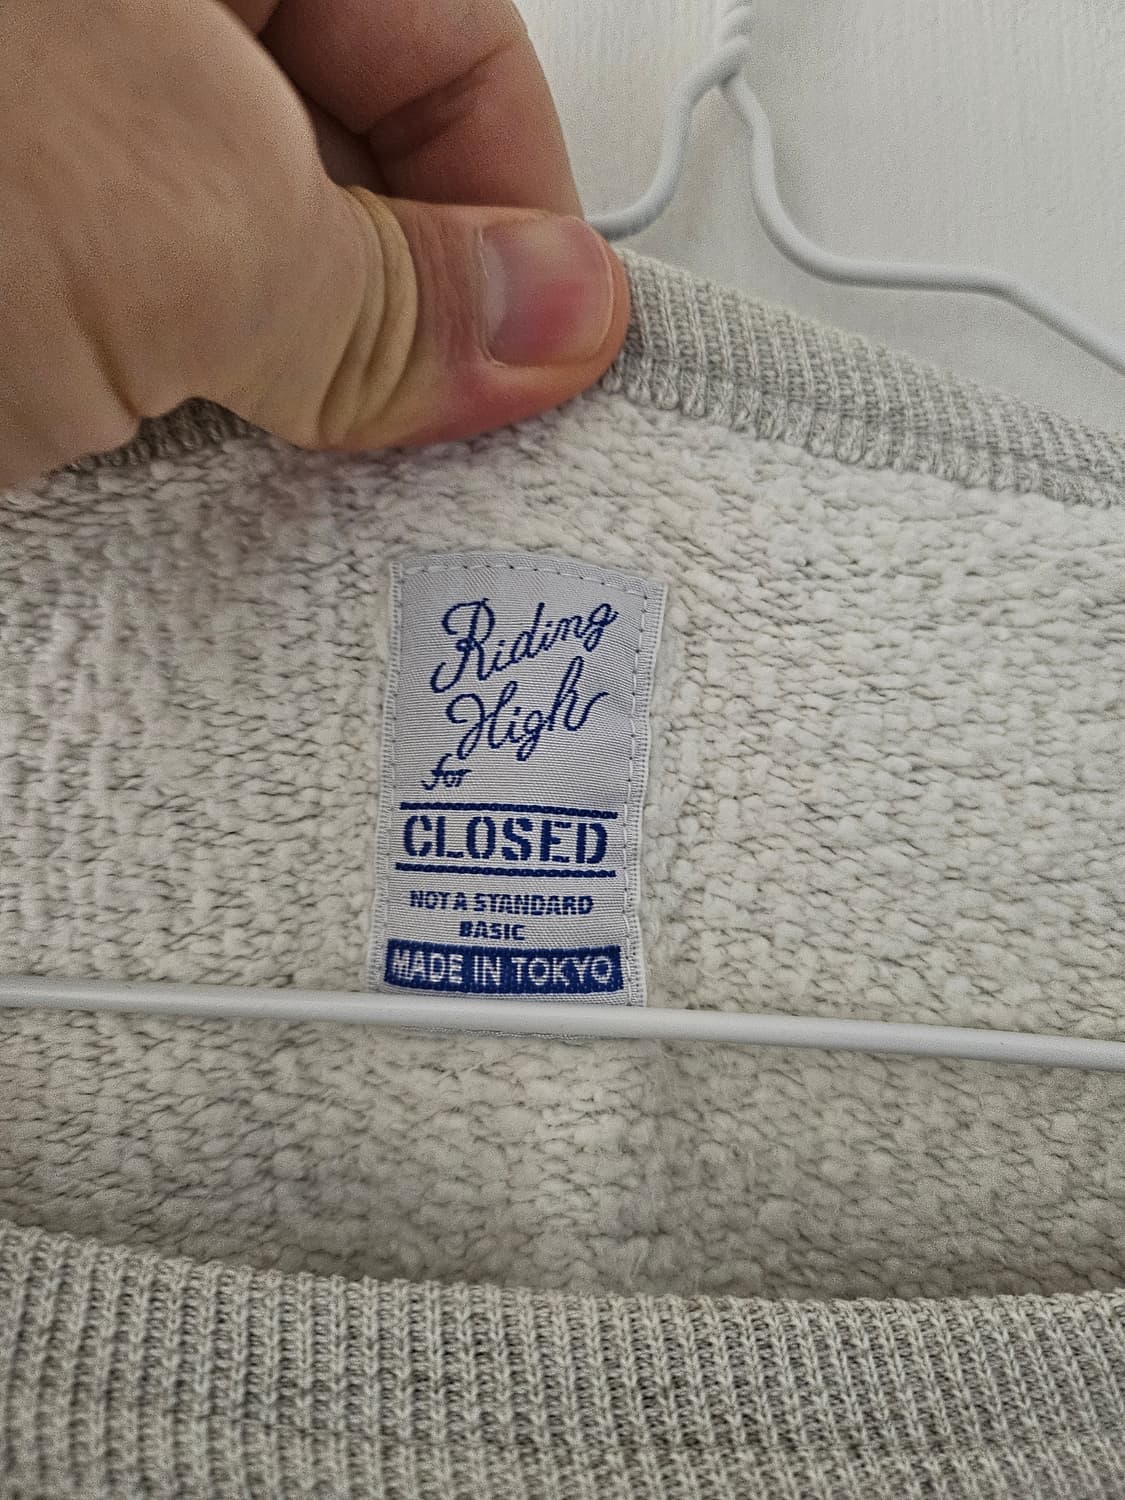 Riding
High
for
CLOSED
NOT A STANDARD
BASIC
MADE IN TOKYO